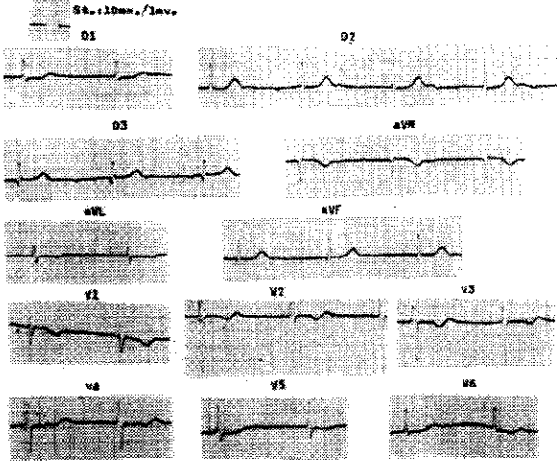 St.:10mm./1mv.
D1 D2
D3 aVR
aVL aVF
V1 V2 V3
V4 V5 V6